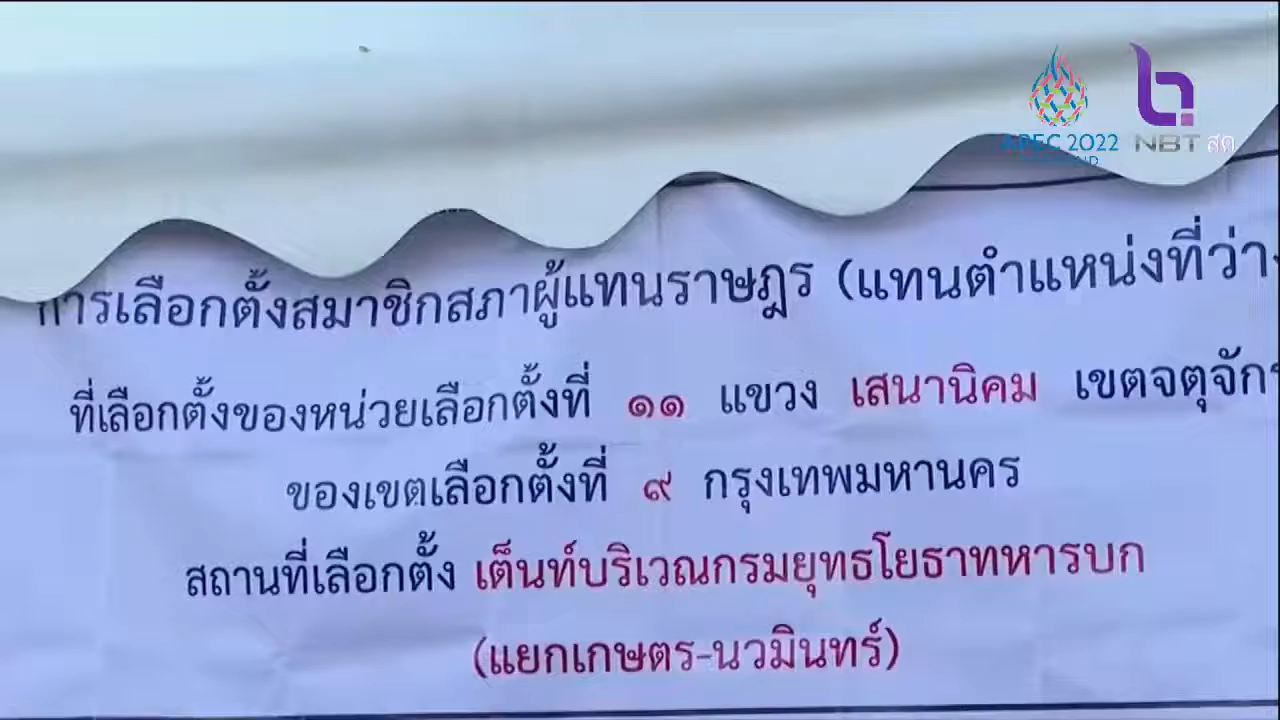 APEC 2022
NBT สด
การเลือกตั้งสมาชิกสภาผู้แทนราษฎร (แทนตำแหน่งที่ว่าง
ที่เลือกตั้งของหน่วยเลือกตั้งที่ ๑๑ แขวง เสนานิคม เขตจตุจักร
ของเขตเลือกตั้งที่ ๙ กรุงเทพมหานคร
สถานที่เลือกตั้ง เต็นท์บริเวณกรมยุทธโยธาทหารบก
(แยกเกษตร-นวมินทร์)